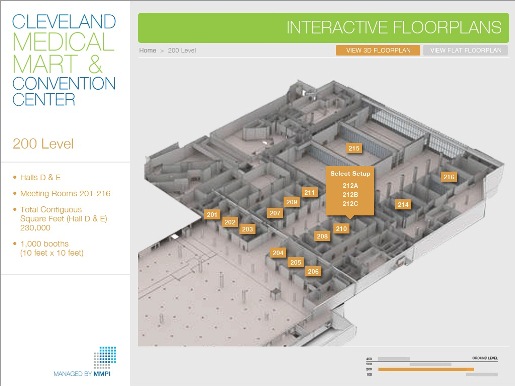 CLEVELAND
MEDICAL
MART &
CONVENTION
CENTER
INTERACTIVE FLOORPLANS
Home > 200 Level
VIEW 3D FLOORPLAN
VIEW FLAT FLOORPLAN
200 Level
• Halls D & E
• Meeting Rooms 201-216
• Total Contiguous
Square Feet (Hall D & E)
230,000
• 1,000 booths
(10 feet x 10 feet)
215
Select Setup
212A
212B
212C
216
211
209
214
201
207
202
203
210
208
204
205
206
MANAGED BY MMPI
GROUND LEVEL